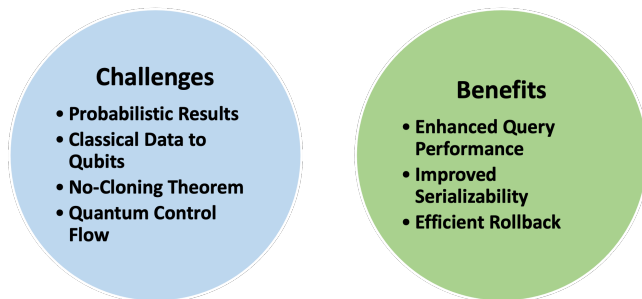 Challenges
• Probabilistic Results
• Classical Data to
Qubits
• No-Cloning Theorem
• Quantum Control
Flow
Benefits
• Enhanced Query
Performance
• Improved
Serializability
• Efficient Rollback